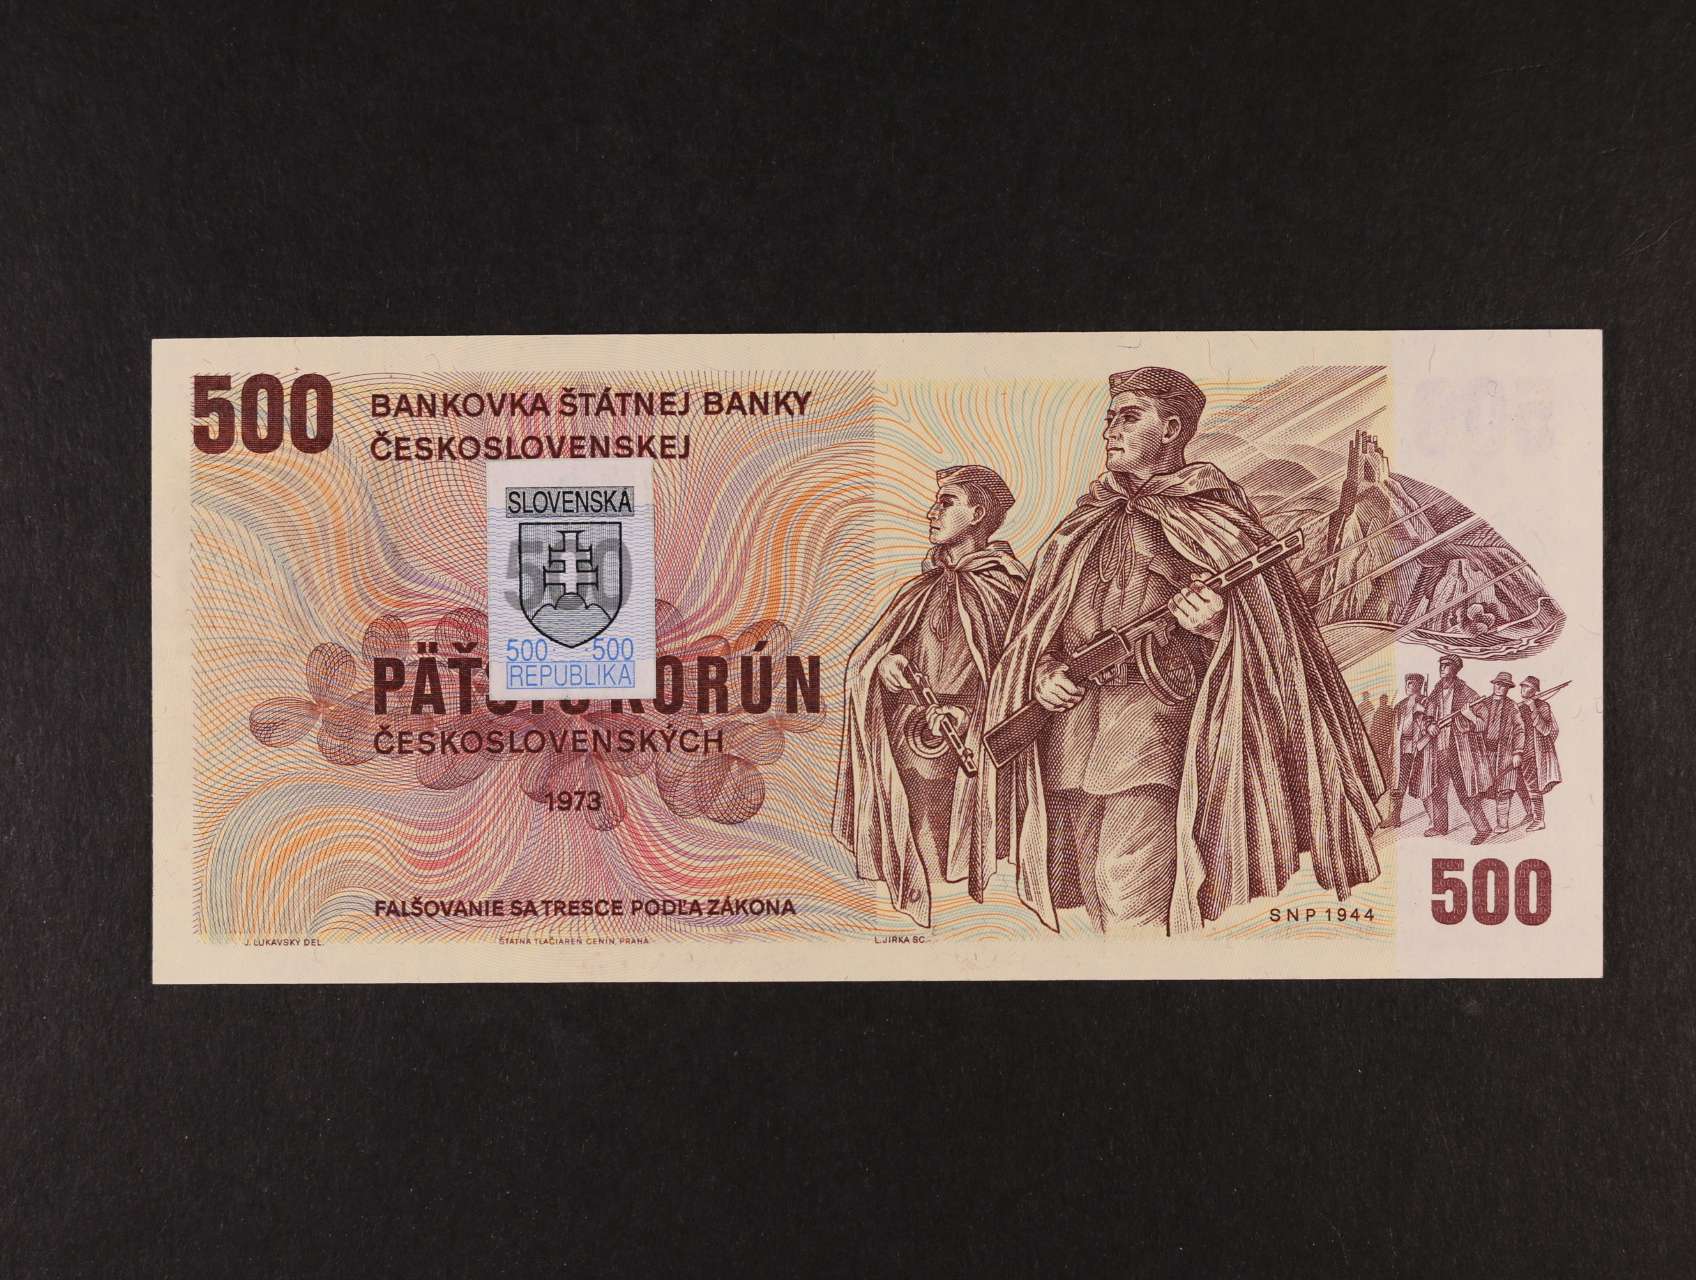 500
BANKOVKA ŠTÁTNEJ BANKY
ČESKOSLOVENSKEJ
SLOVENSKA
500
500 500
REPUBLIKA
KORÚN
ČESKOSLOVENSKÝCH
1973
FALŠOVANIE SA TRESCE PODĽA ZÁKONA
J. LUKAVSKÝ DEL.
ŠTÁTNA TLAČIAREŇ CENÍN, PRAHA
L. JIRKA SC.
SNP 1944
500